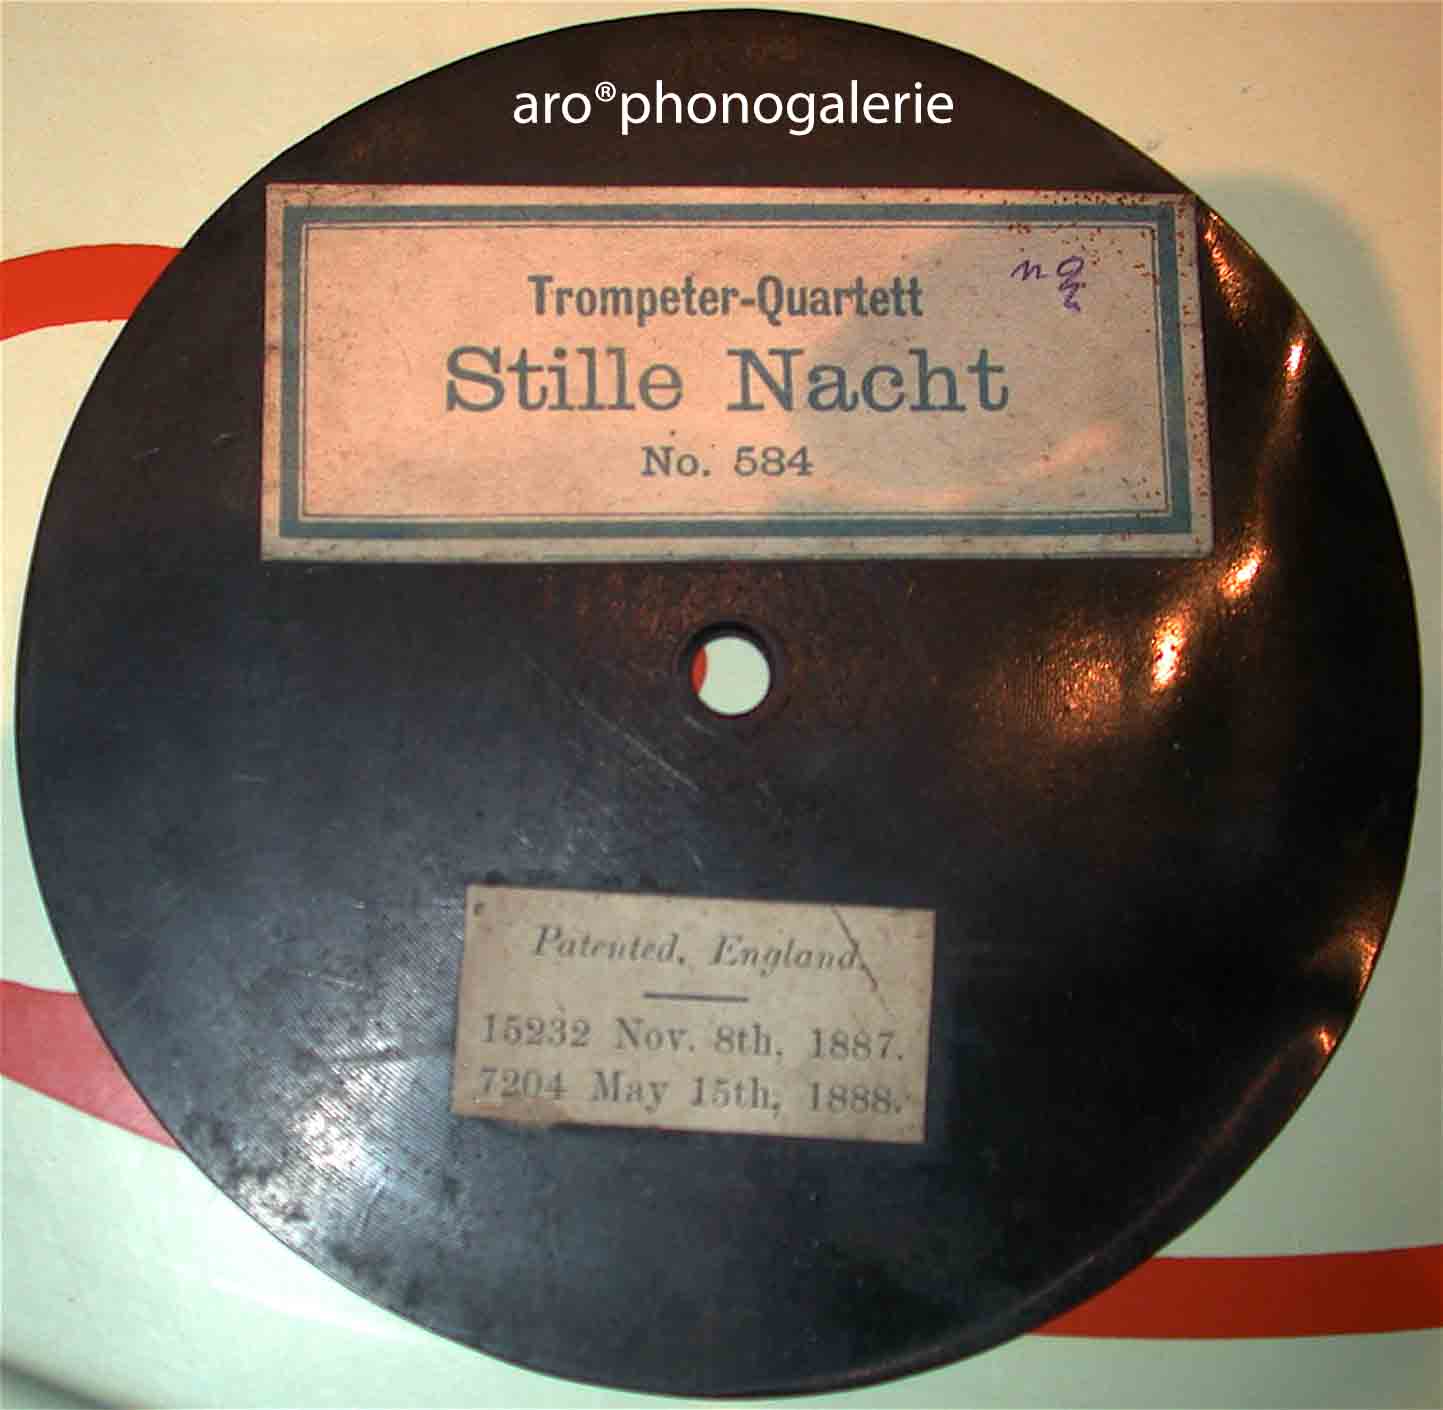 aro®phonogalerie
Trompeter-Quartett
Stille Nacht
No. 584
Patented, England.
15232 Nov. 8th, 1887.
7204 May 15th, 1888.